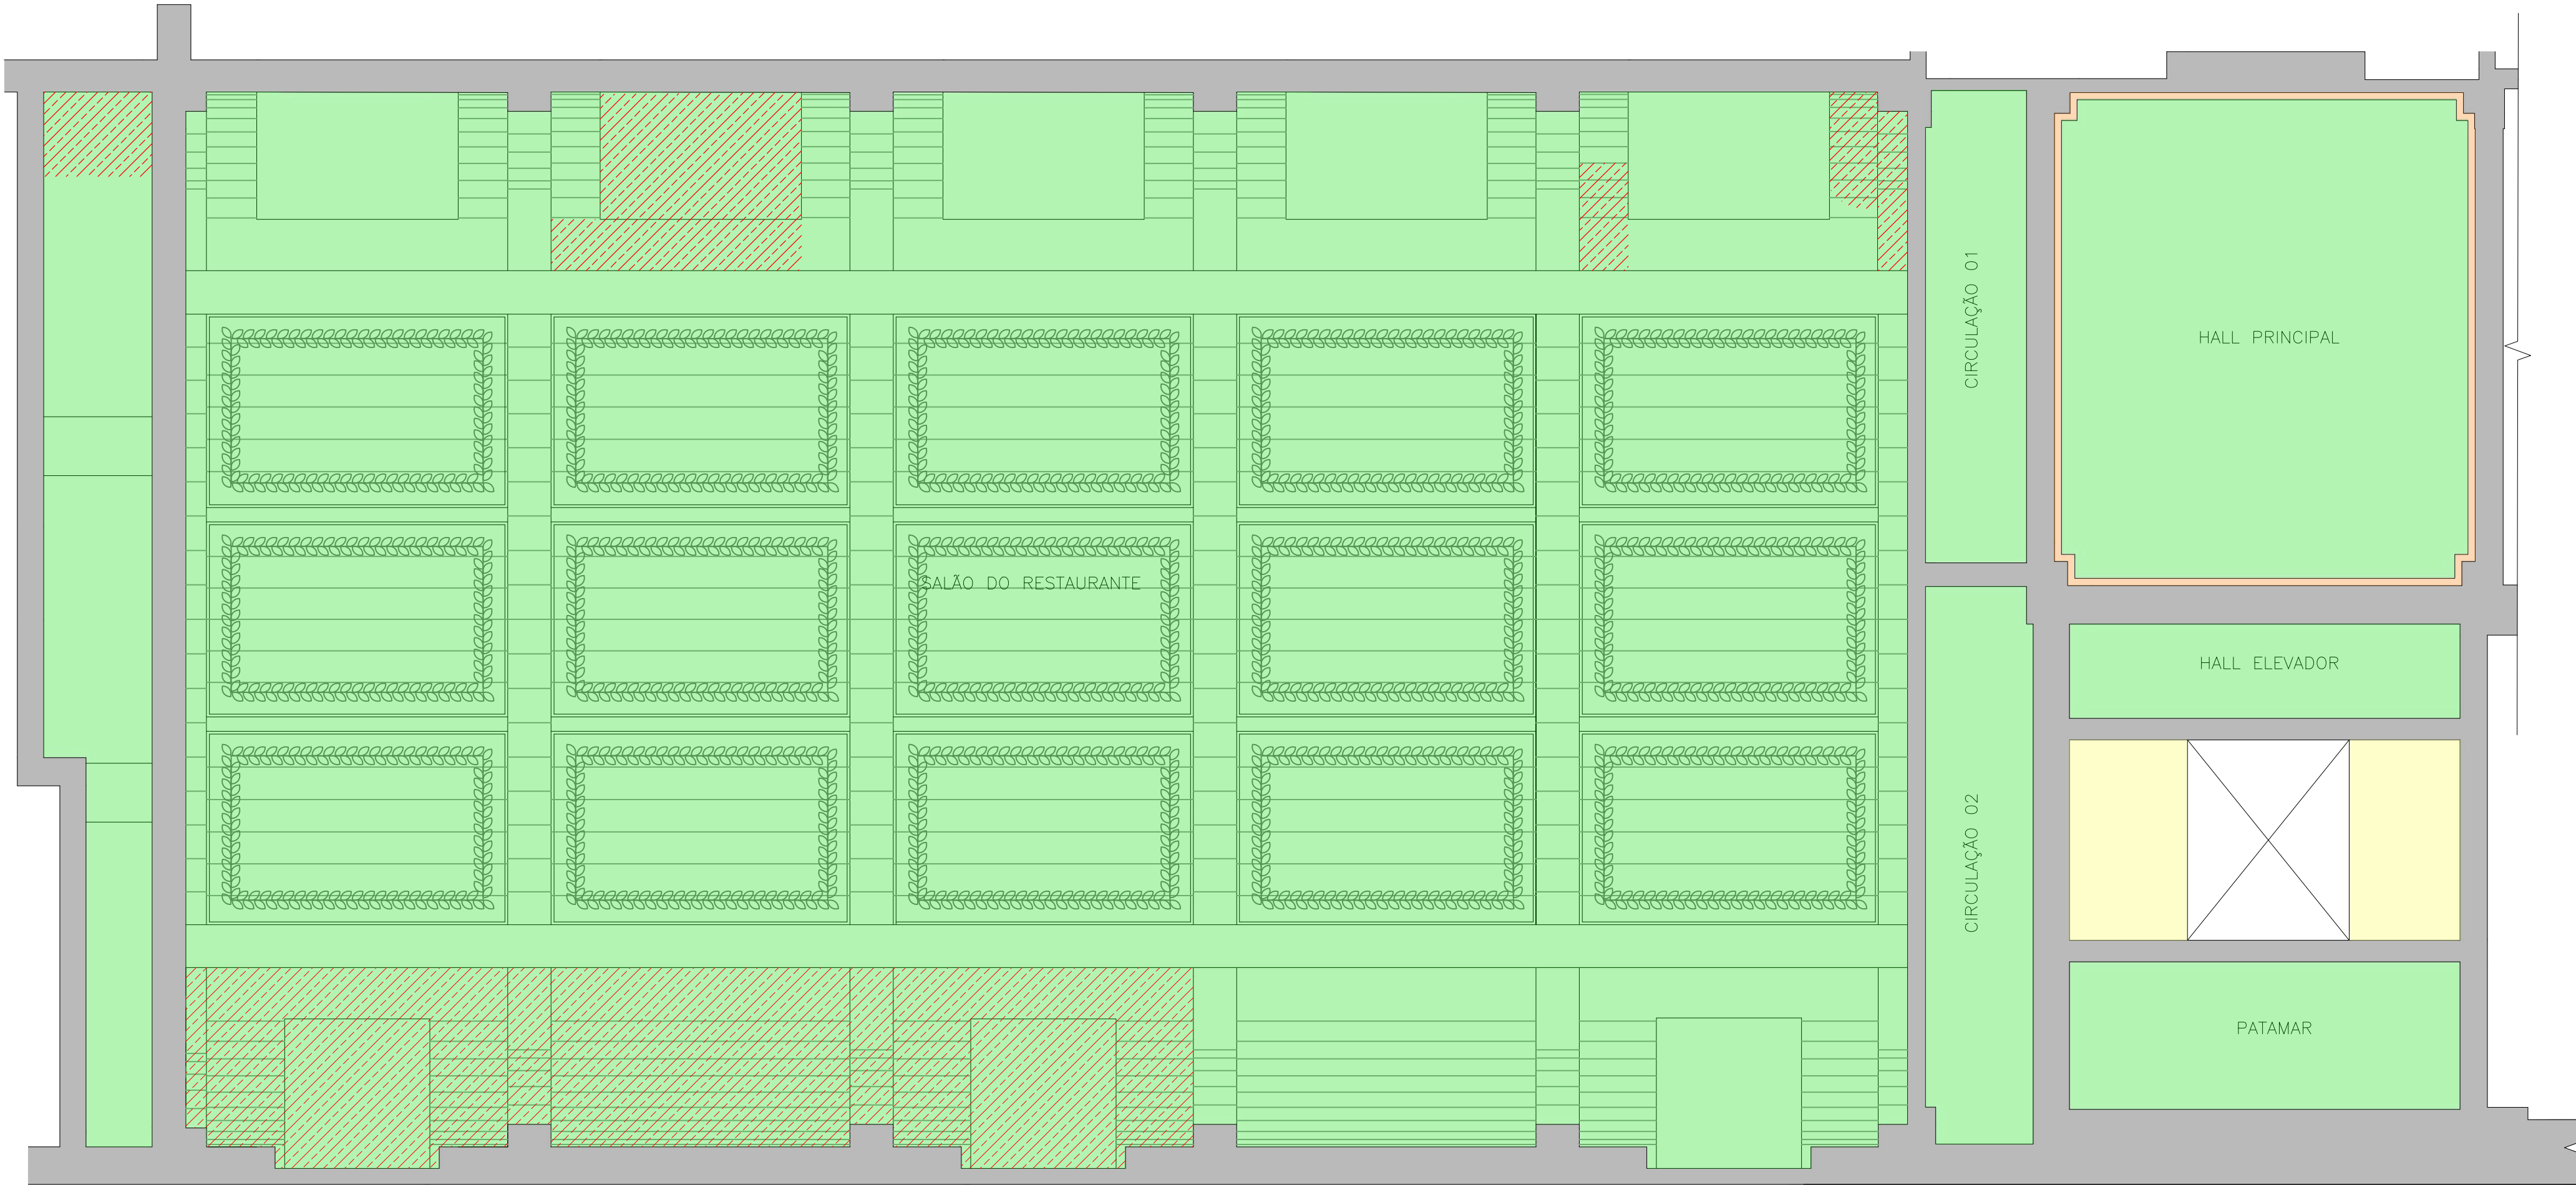 CIRCULAÇÃO 01
HALL PRINCIPAL
SALÃO DO RESTAURANTE
HALL ELEVADOR
CIRCULAÇÃO 02
PATAMAR